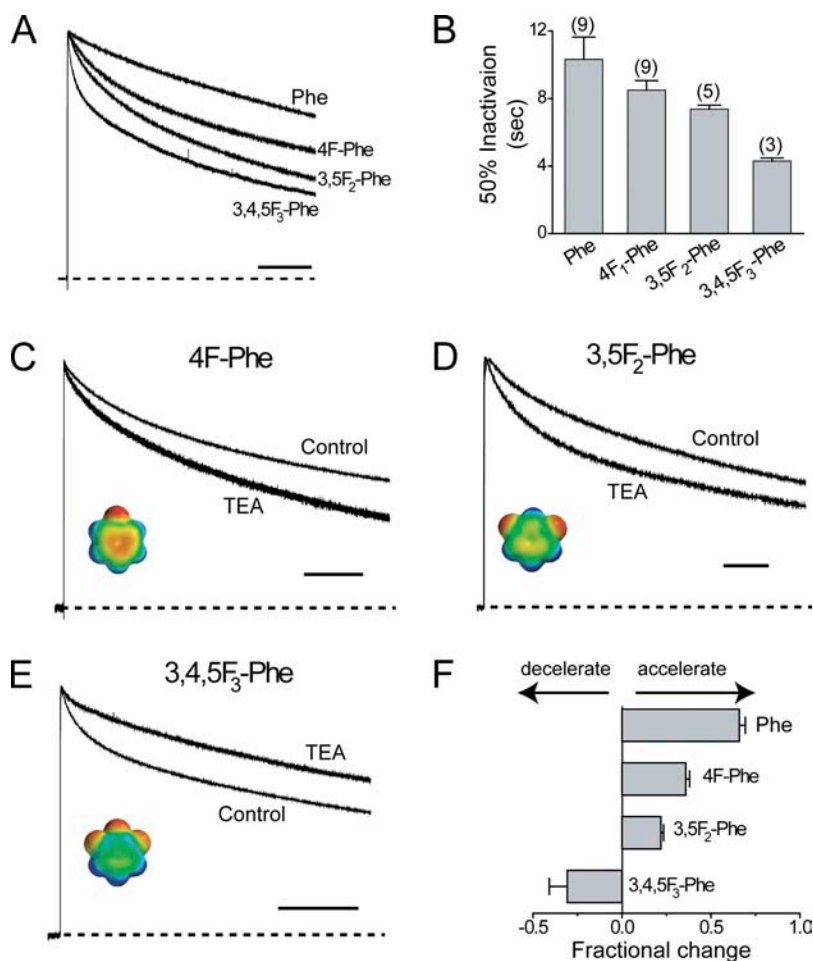 A
Phe
4F-Phe
3,5F₂-Phe
3,4,5F₃-Phe
B
50% Inactivaion
(sec)
12
8
4
0
(9)
(9)
(5)
(3)
Phe
4F₁-Phe
3,5F₂-Phe
3,4,5F₃-Phe
C
4F-Phe
Control
TEA
D
3,5F₂-Phe
Control
TEA
E
3,4,5F₃-Phe
TEA
Control
F
decelerate
accelerate
Phe
4F-Phe
3,5F₂-Phe
3,4,5F₃-Phe
-0.5
0.0
0.5
1.0
Fractional change